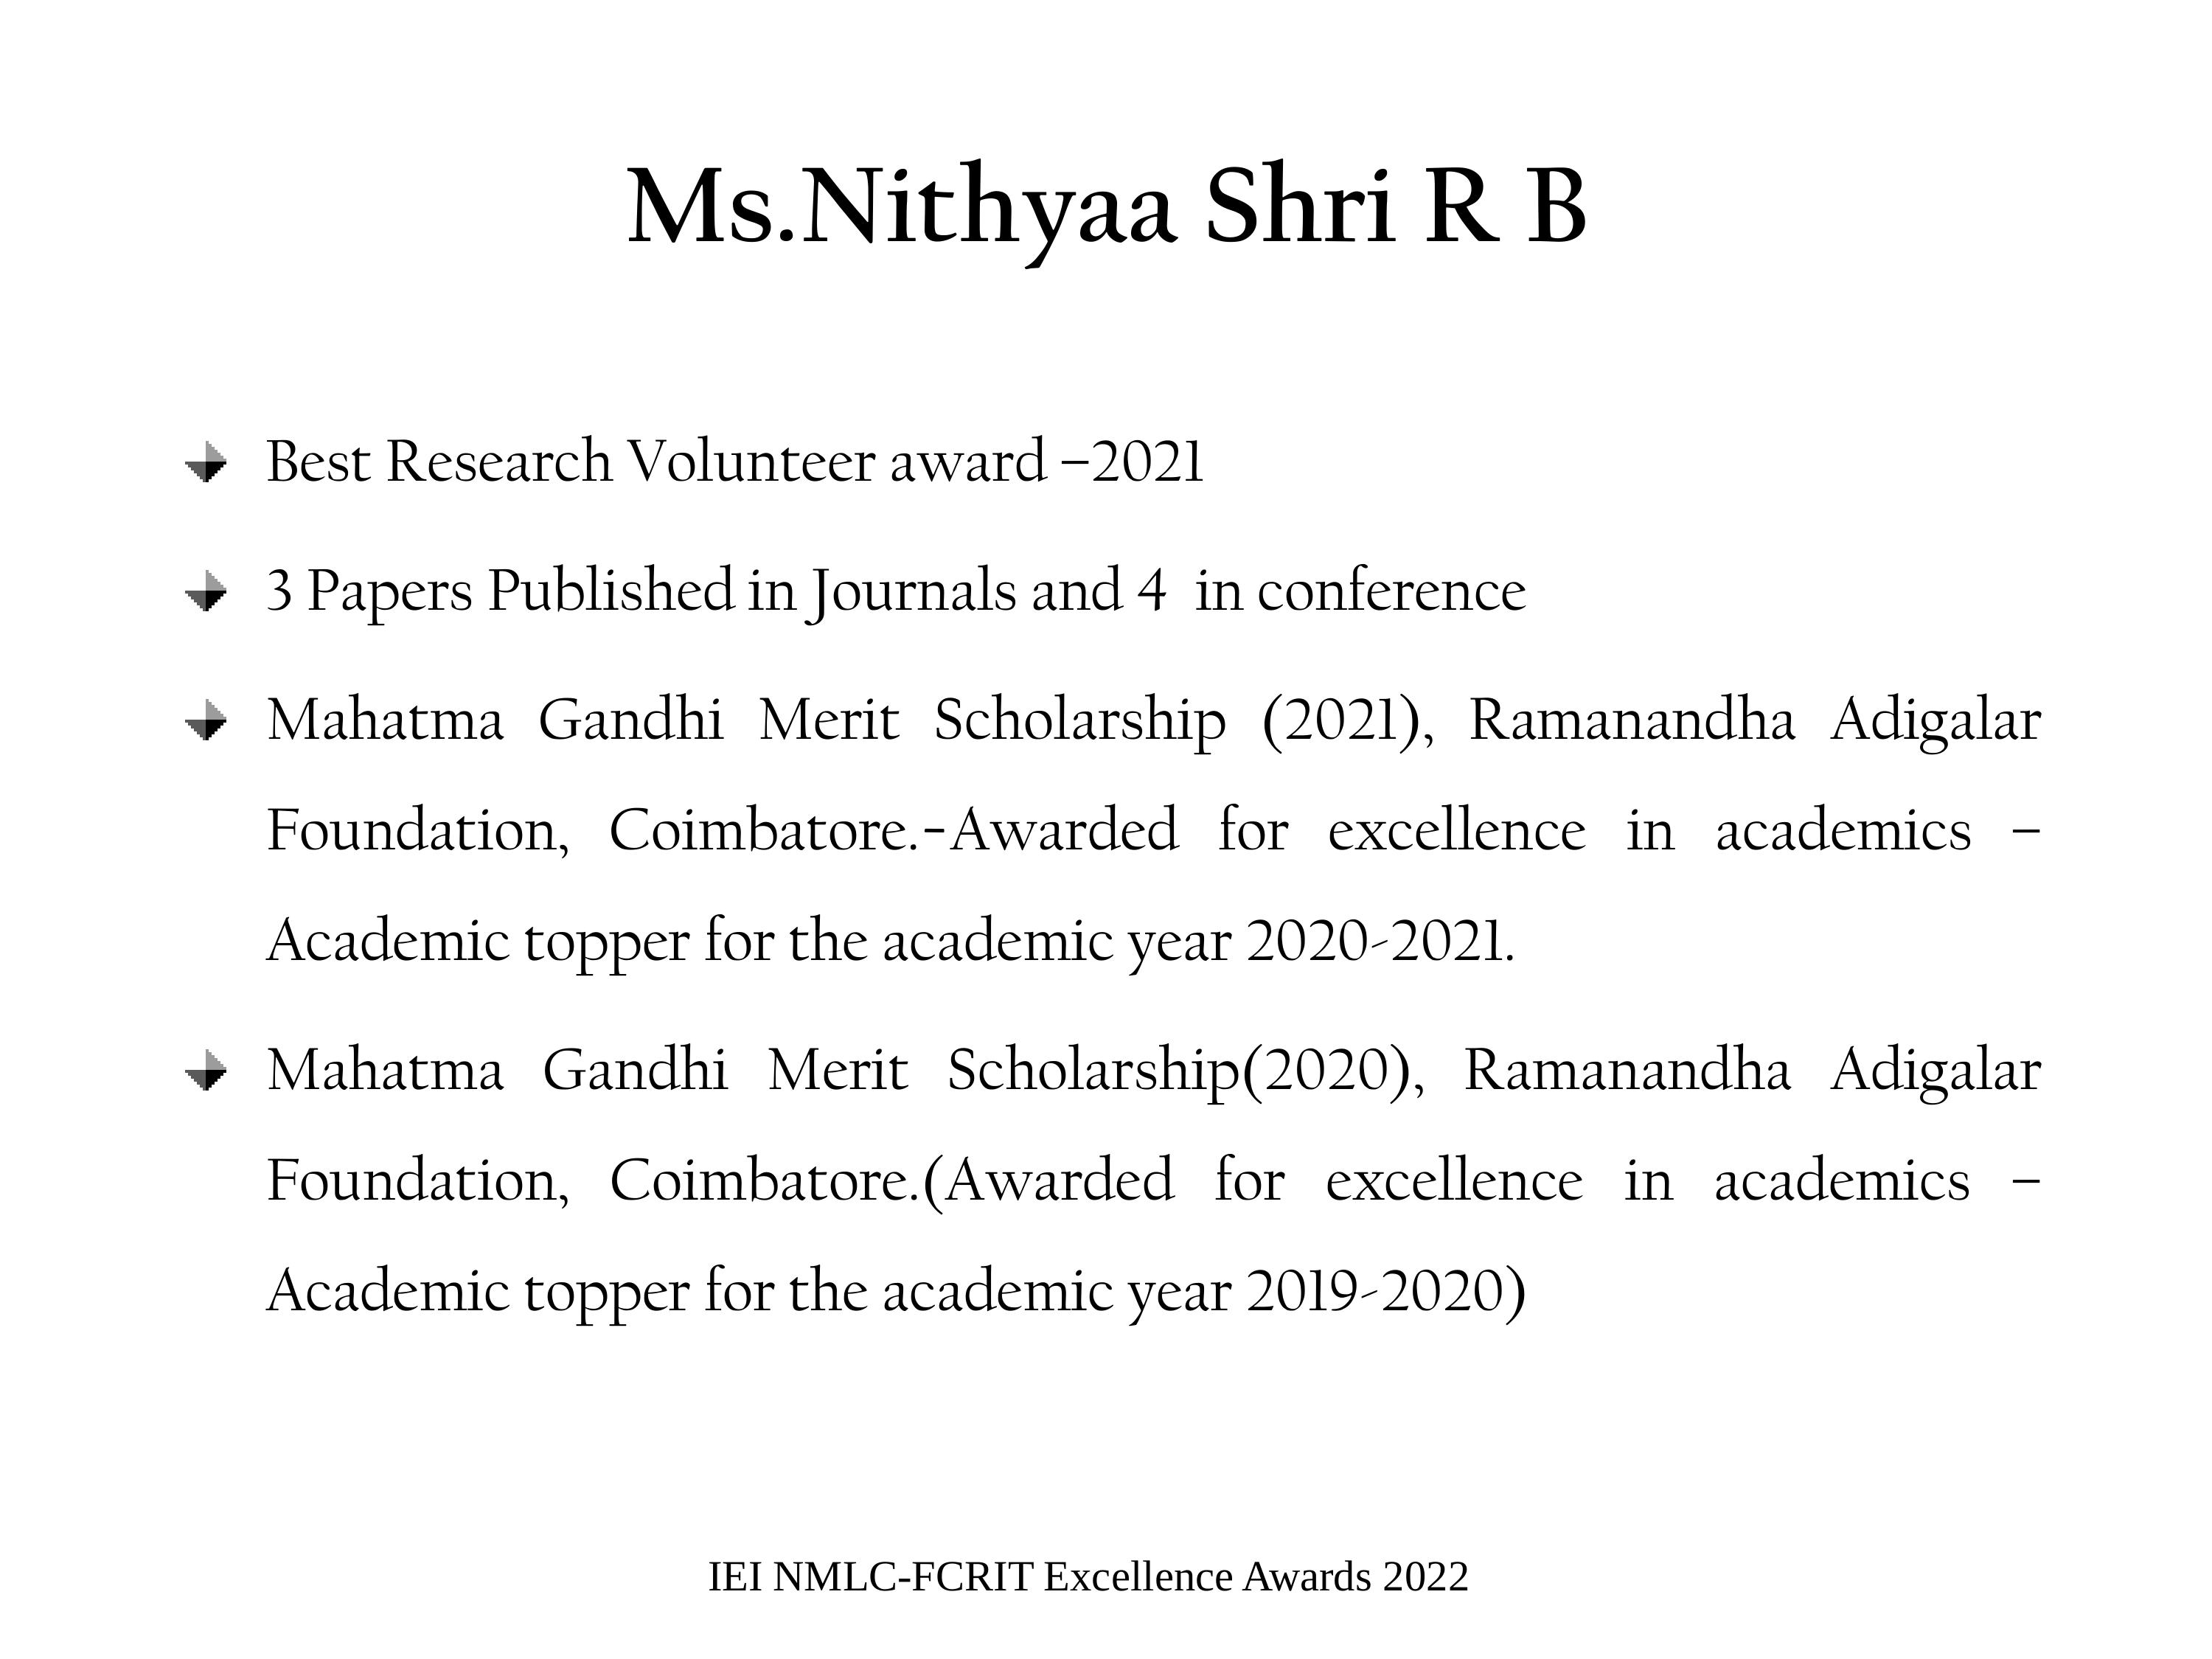 Ms.Nithyaa Shri R B
Best Research Volunteer award –2021
3 Papers Published in Journals and 4  in conference
Mahatma Gandhi Merit Scholarship (2021), Ramanandha Adigalar
Foundation, Coimbatore.-Awarded for excellence in academics –
Academic topper for the academic year 2020-2021.
Mahatma Gandhi Merit Scholarship(2020), Ramanandha Adigalar
Foundation, Coimbatore.(Awarded for excellence in academics –
Academic topper for the academic year 2019-2020)
IEI NMLC-FCRIT Excellence Awards 2022